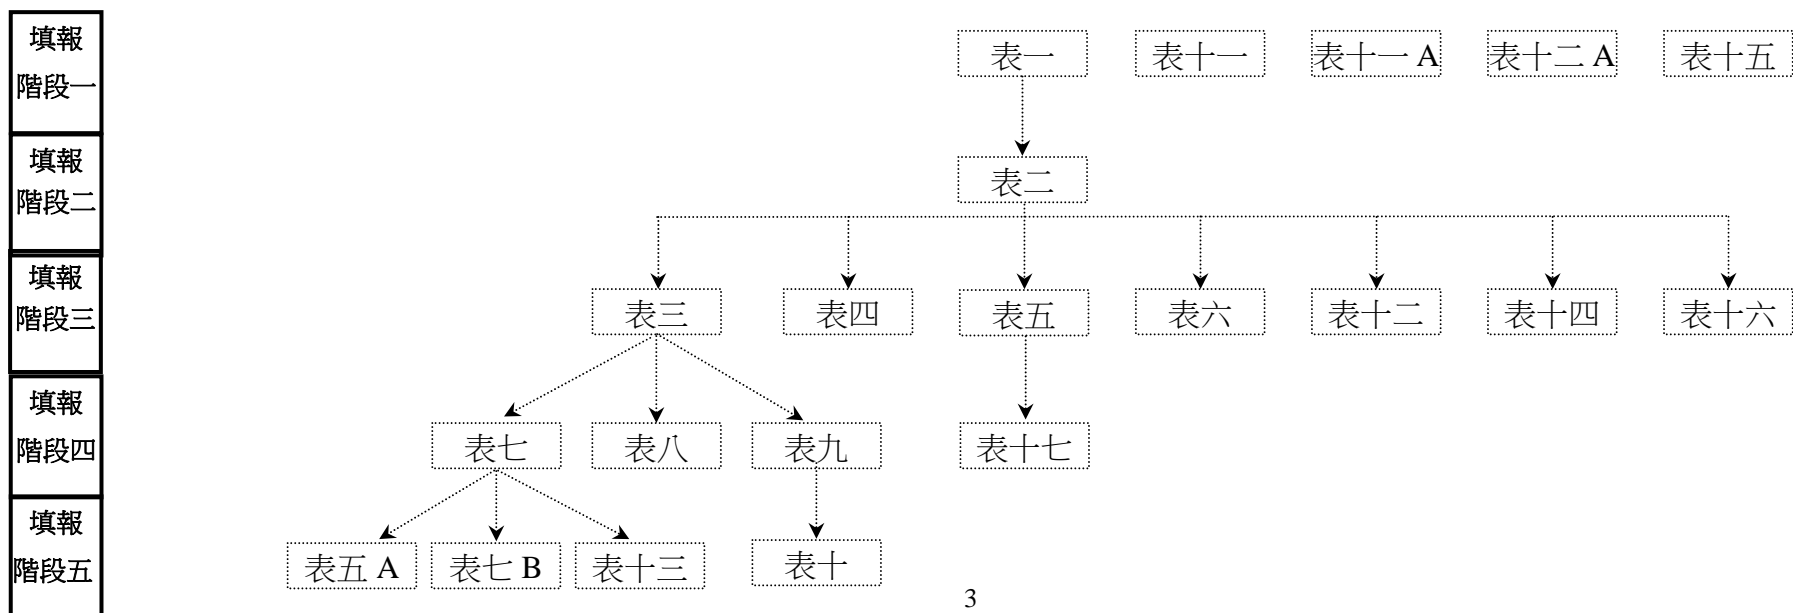 填報
階段一
表一
表十一
表十一 A
表十二 A
表十五
填報
階段二
表二
填報
階段三
表三
表四
表五
表六
表十二
表十四
表十六
填報
階段四
表七
表八
表九
表十七
填報
階段五
表五 A
表七 B
表十三
表十
3